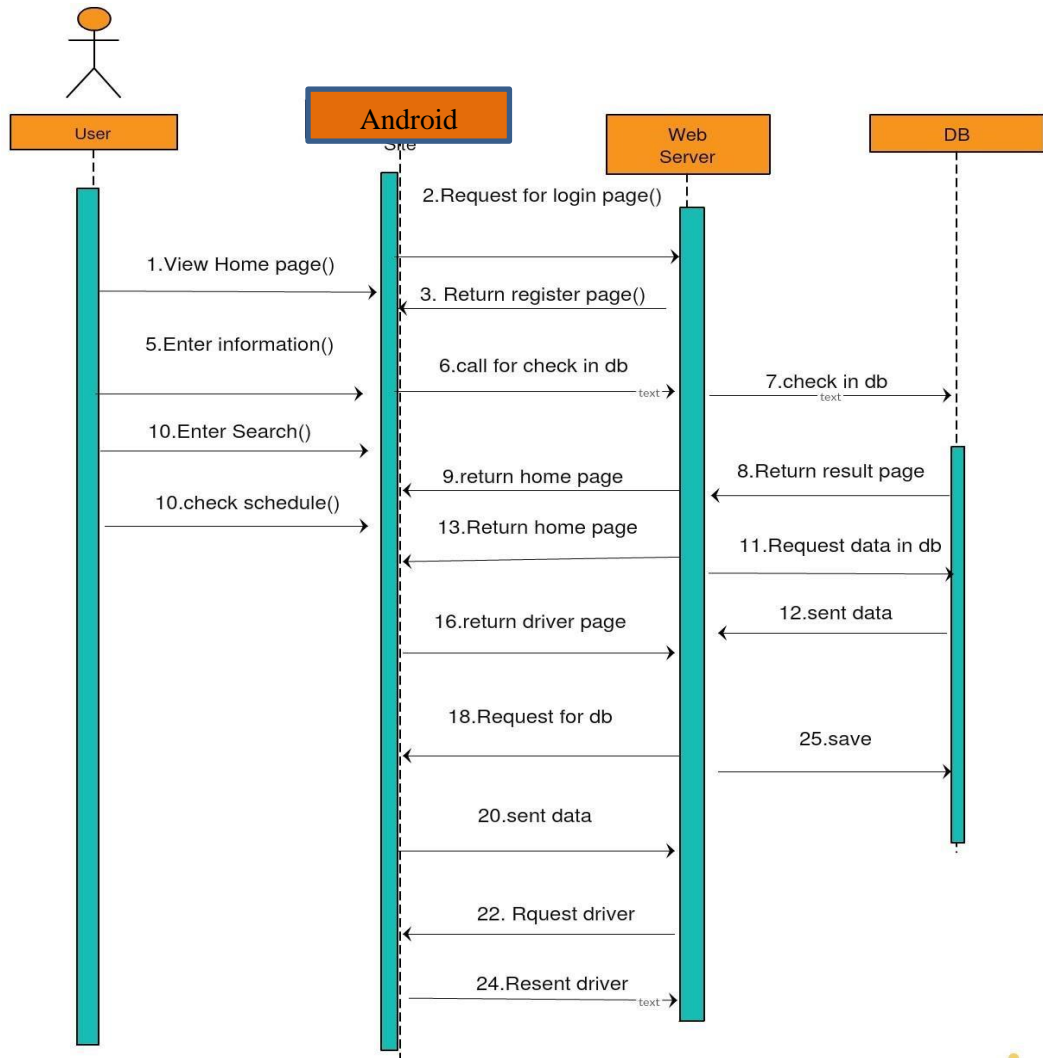 Android
User
Site
Web
Server
DB
2.Request for login page()
1.View Home page()
3. Return register page()
5.Enter information()
6.call for check in db
text
7.check in db
text
10.Enter Search()
9.return home page
8.Return result page
10.check schedule()
13.Return home page
11.Request data in db
16.return driver page
12.sent data
18.Request for db
25.save
20.sent data
22. Rquest driver
24.Resent driver
text